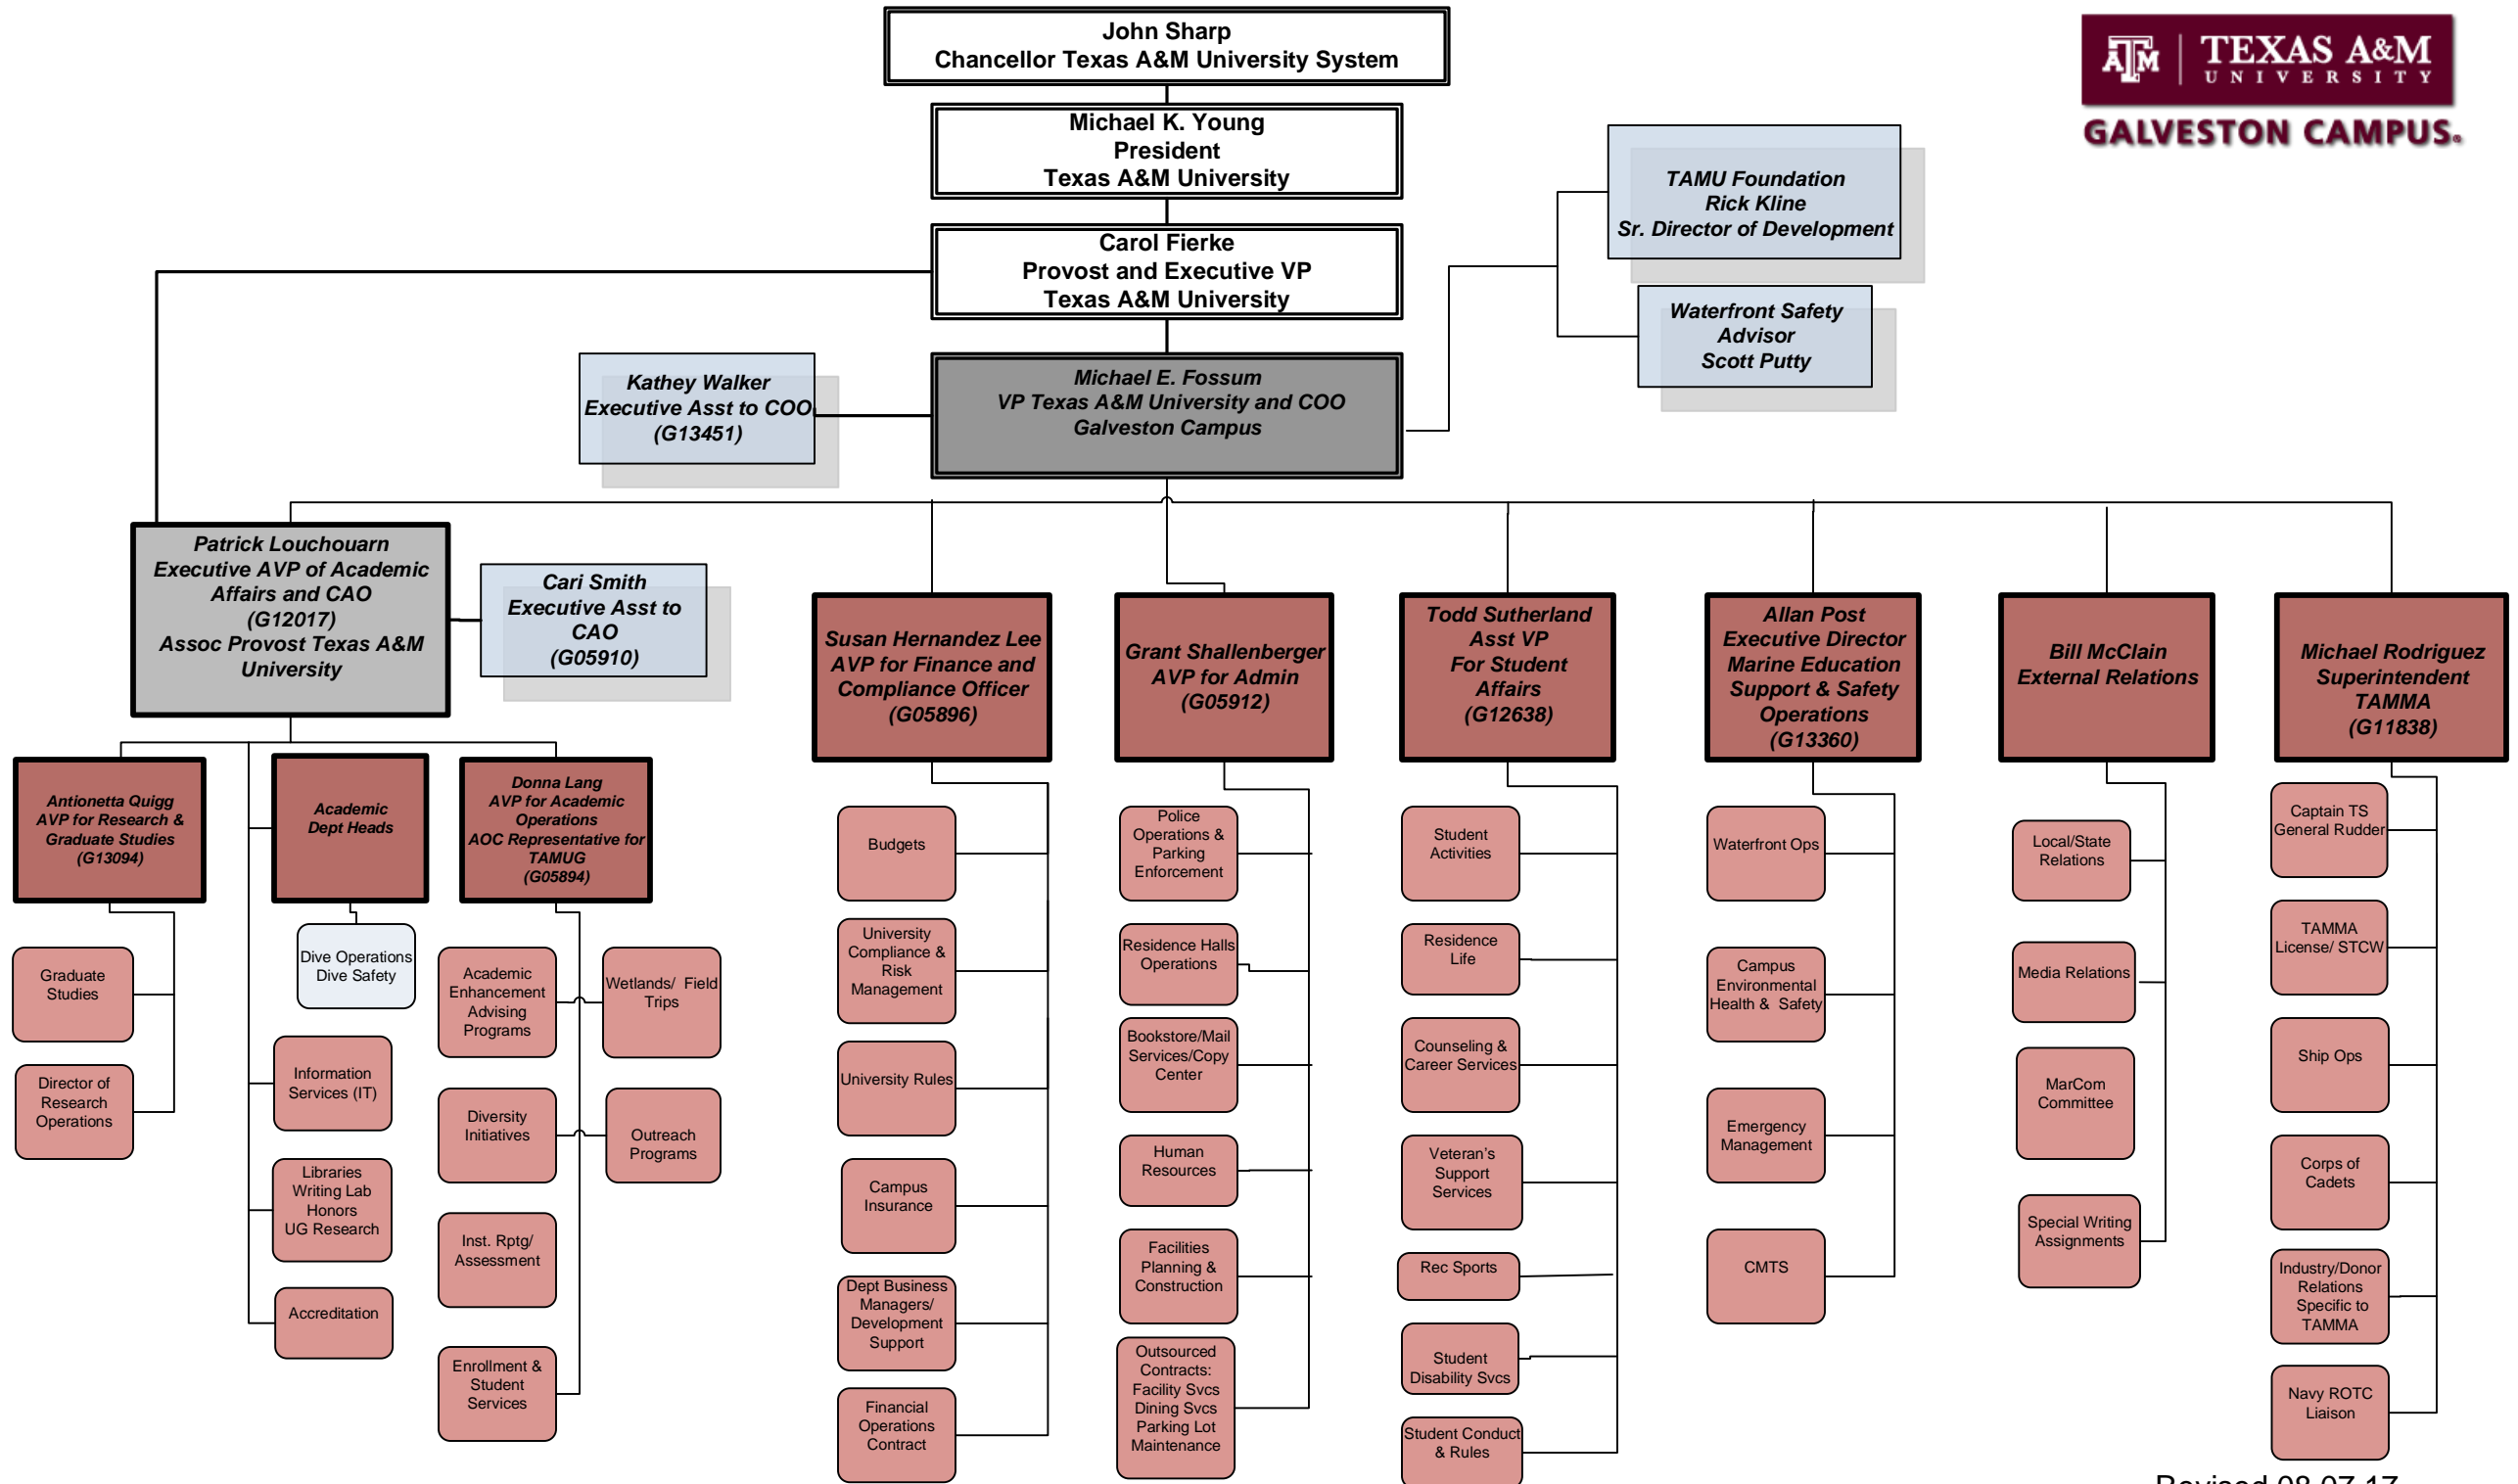 John Sharp
Chancellor Texas A&M University System
ĀTM | TEXAS A&M
UNIVERSITY
GALVESTON CAMPUS®
Michael K. Young
President
Texas A&M University
TAMU Foundation
Rick Kline
Sr. Director of Development
Carol Fierke
Provost and Executive VP
Texas A&M University
Waterfront Safety
Advisor
Scott Putty
Kathey Walker
Executive Asst to COO
(G13451)
Michael E. Fossum
VP Texas A&M University and COO
Galveston Campus
Patrick Louchouarn
Executive AVP of Academic
Affairs and CAO
(G12017)
Assoc Provost Texas A&M
University
Cari Smith
Executive Asst to
CAO
(G05910)
Susan Hernandez Lee
AVP for Finance and
Compliance Officer
(G05896)
Grant Shallenberger
AVP for Admin
(G05912)
Todd Sutherland
Asst VP
For Student
Affairs
(G12638)
Allan Post
Executive Director
Marine Education
Support & Safety
Operations
(G13360)
Bill McClain
External Relations
Michael Rodriguez
Superintendent
TAMMA
(G11838)
Antionetta Quigg
AVP for Research &
Graduate Studies
(G13094)
Academic
Dept Heads
Donna Lang
AVP for Academic
Operations
AOC Representative for
TAMUG
(G05894)
Graduate
Studies
Director of
Research
Operations
Dive Operations
Dive Safety
Information
Services (IT)
Libraries
Writing Lab
Honors
UG Research
Accreditation
Academic
Enhancement
Advising
Programs
Wetlands/ Field
Trips
Diversity
Initiatives
Outreach
Programs
Inst. Rptg/
Assessment
Enrollment &
Student
Services
Budgets
University
Compliance &
Risk
Management
University Rules
Campus
Insurance
Dept Business
Managers/
Development
Support
Financial
Operations
Contract
Police
Operations &
Parking
Enforcement
Residence Halls
Operations
Bookstore/Mail
Services/Copy
Center
Human
Resources
Facilities
Planning &
Construction
Outsourced
Contracts:
Facility Svcs
Dining Svcs
Parking Lot
Maintenance
Student
Activities
Residence
Life
Counseling &
Career Services
Veteran's
Support
Services
Rec Sports
Student
Disability Svcs
Student Conduct
& Rules
Waterfront Ops
Campus
Environmental
Health & Safety
Emergency
Management
CMTS
Local/State
Relations
Media Relations
MarCom
Committee
Special Writing
Assignments
Captain TS
General Rudder
TAMMA
License/ STCW
Ship Ops
Corps of
Cadets
Industry/Donor
Relations
Specific to
TAMMA
Navy ROTC
Liaison
Revised 08.07.17